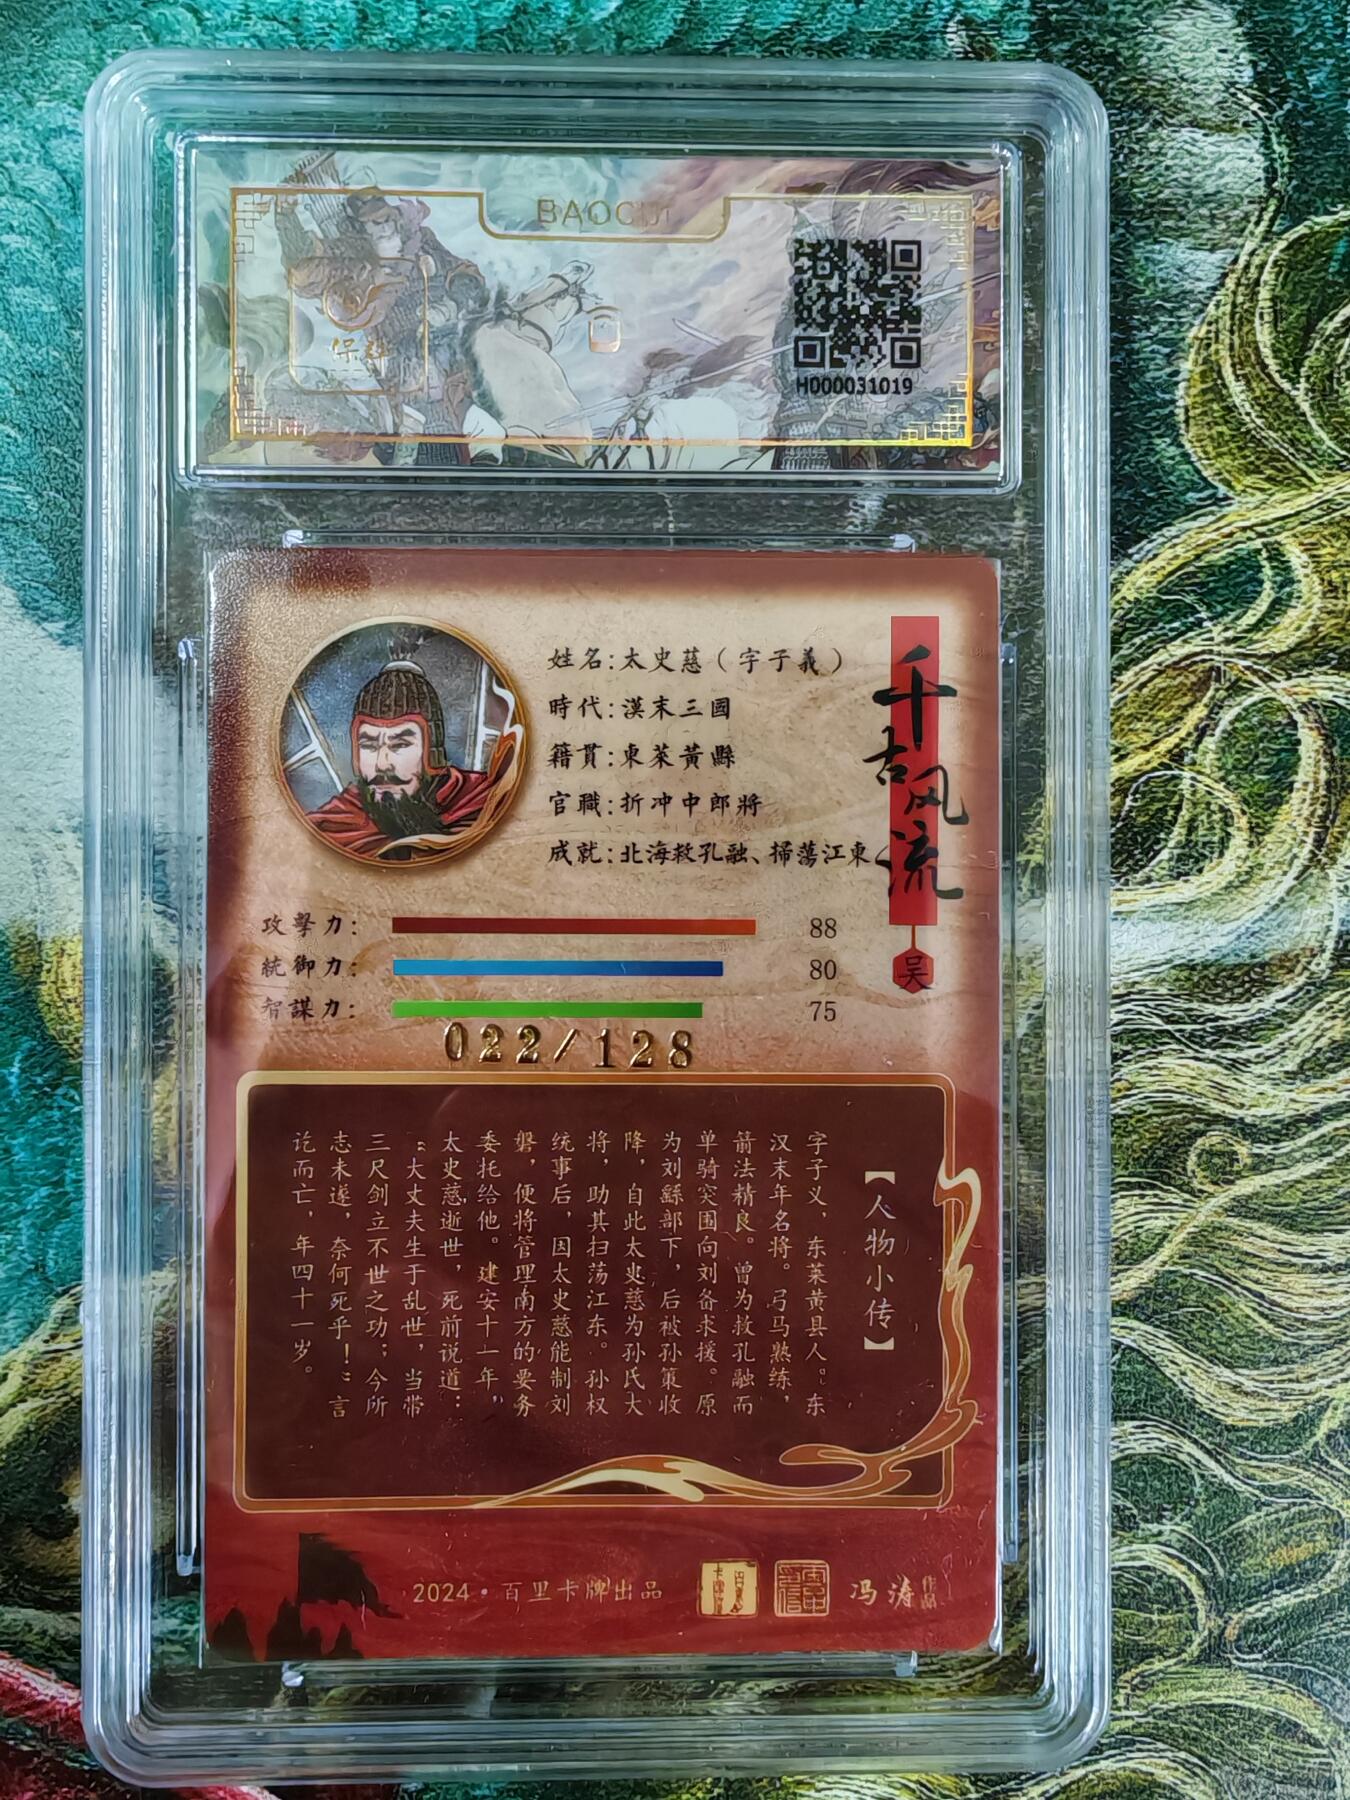 BAOCUI
保粹
H000031019
姓名:太史慈(字子義)
時代:漢末三國
籍貫:東萊黃縣
官職:折冲中郎將
成就:北海救孔融、掃蕩江東
千古风流
吴
攻擊力: 88
統御力: 80
智謀力: 75
022/128
【人物小传】
字子义，东莱黄县人。东
汉末年名将。弓马熟练，
箭法精良。曾为救孔融而
单骑突围向刘备求援。原
为刘繇部下，后被孙策收
降，自此太史慈为孙氏大
将，助其扫荡江东。孙权
统事后，因太史慈能制刘
磐，便将管理南方的要务
委托给他。建安十一年，
太史慈逝世，死前说道：
“大丈夫生于乱世，当带
三尺剑立不世之功；今所
志未遂，奈何死乎！”言
讫而亡，年四十一岁。
2024·百里卡牌出品
冯涛作品